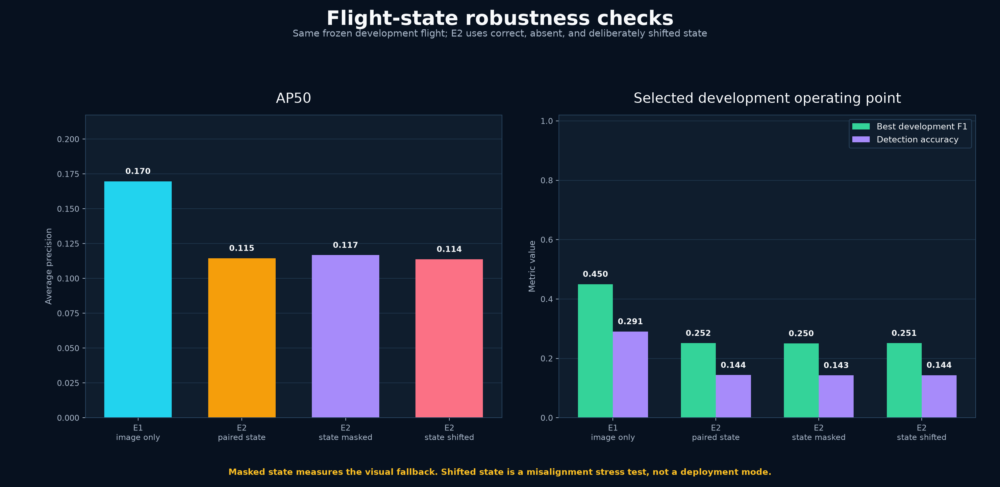 Flight-state robustness checks
Same frozen development flight; E2 uses correct, absent, and deliberately shifted state
AP50
Average precision
0.200
0.175
0.150
0.125
0.100
0.075
0.050
0.025
0.000
0.170
0.115
0.117
0.114
E1
image only
E2
paired state
E2
state masked
E2
state shifted
Selected development operating point
Metric value
1.0
0.8
0.6
0.4
0.2
0.0
Best development F1
Detection accuracy
0.450
0.291
0.252
0.144
0.250
0.143
0.251
0.144
E1
image only
E2
paired state
E2
state masked
E2
state shifted
Masked state measures the visual fallback. Shifted state is a misalignment stress test, not a deployment mode.